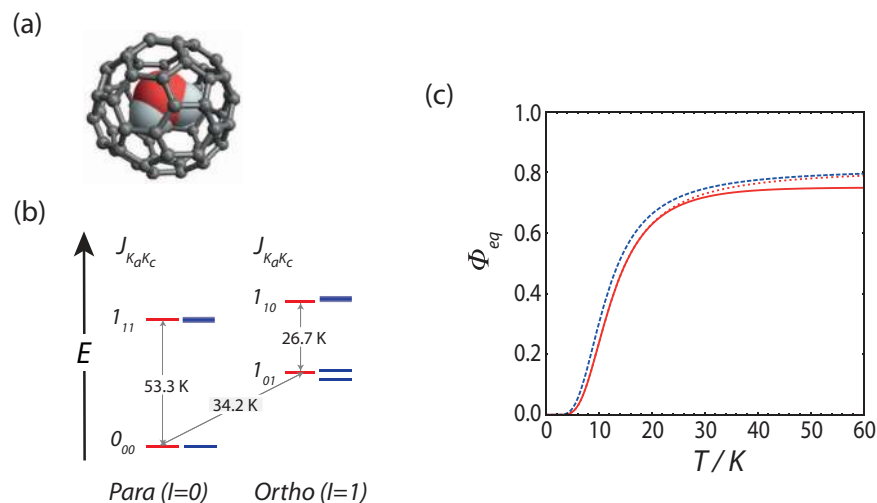 (a)
(b)
J_{K_aK_c} J_{K_aK_c}
1_{10}
1_{11}
26.7 K
E
1_{01}
53.3 K
34.2 K
0_{00}
Para (I=0) Ortho (I=1)
(c)
1.0
0.8
0.6
Φ_{eq}
0.4
0.2
0.0
0 10 20 30 40 50 60
T / K